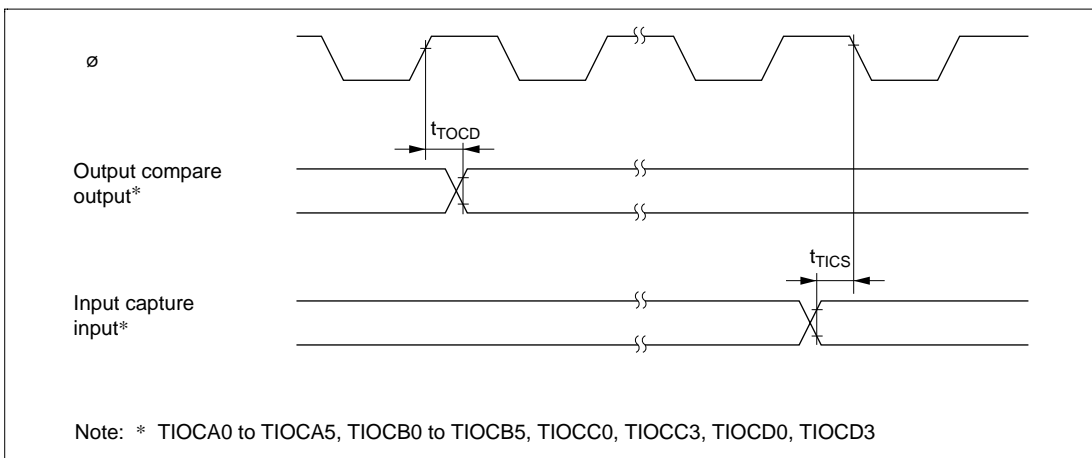 ø
tTOCD
Output compare
output*
tTICS
Input capture
input*
Note: * TIOCA0 to TIOCA5, TIOCB0 to TIOCB5, TIOCC0, TIOCC3, TIOCD0, TIOCD3